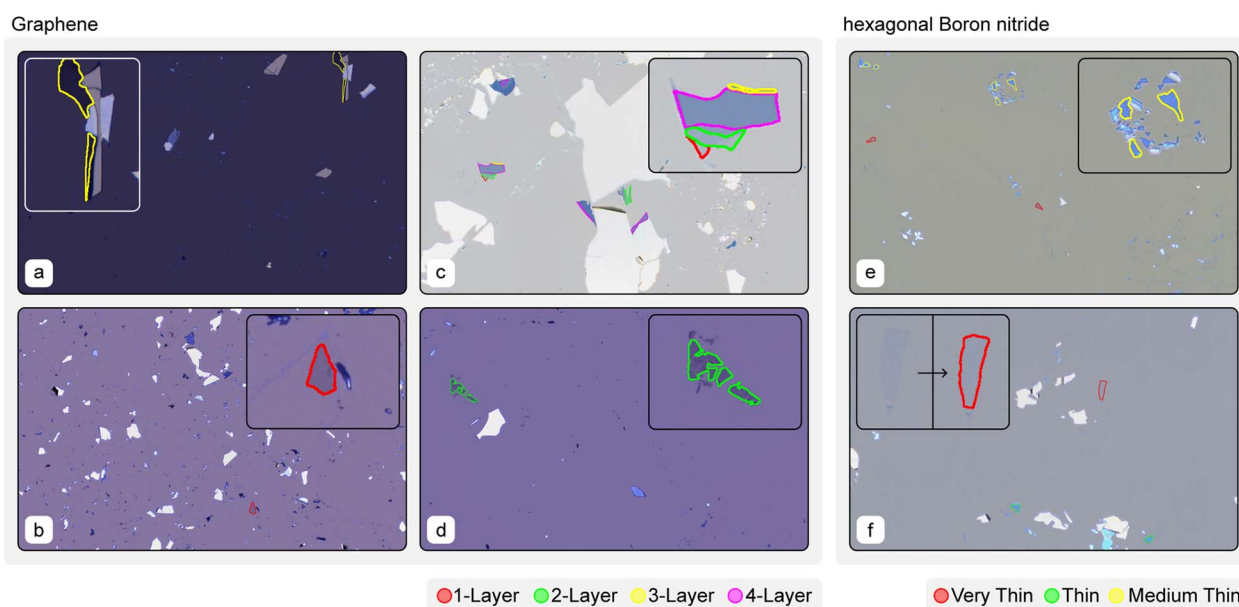 Graphene
hexagonal Boron nitride
a
c
e
b
d
f
1-Layer 2-Layer 3-Layer 4-Layer
Very Thin Thin Medium Thin